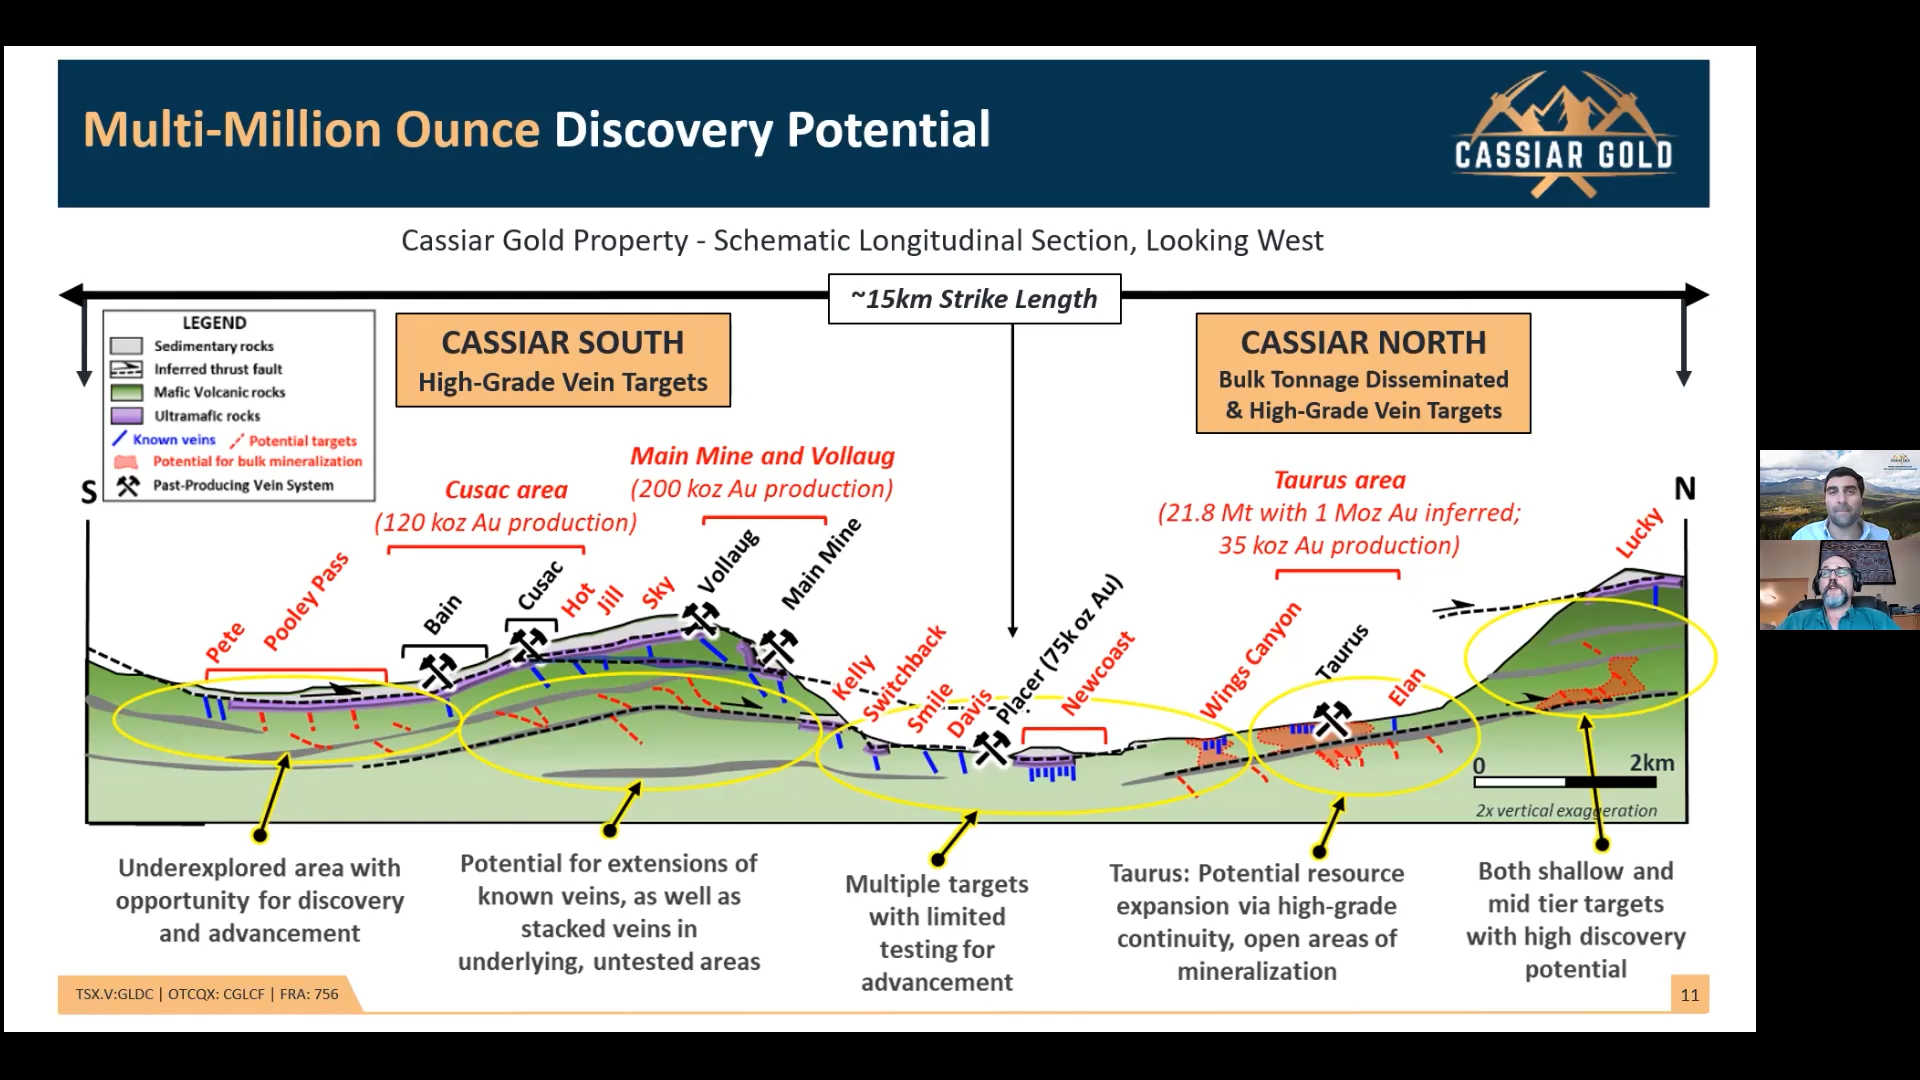 Multi-Million Ounce Discovery Potential
CASSIAR GOLD
Cassiar Gold Property - Schematic Longitudinal Section, Looking West
~15km Strike Length
LEGEND
Sedimentary rocks
Inferred thrust fault
Mafic Volcanic rocks
Ultramafic rocks
Known veins
Potential targets
Potential for bulk mineralization
Past-Producing Vein System
CASSIAR SOUTH
High-Grade Vein Targets
CASSIAR NORTH
Bulk Tonnage Disseminated
& High-Grade Vein Targets
S
N
Cusac area
(120 koz Au production)
Main Mine and Vollaug
(200 koz Au production)
Taurus area
(21.8 Mt with 1 Moz Au inferred;
35 koz Au production)
Pete
Pooley Pass
Bain
Cusac
Hot
Jill
Sky
Vollaug
Main Mine
Kelly
Switchback
Smile
Davis
Placer (75k oz Au)
Newcoast
Wings Canyon
Taurus
Elan
Lucky
0
2km
2x vertical exaggeration
Underexplored area with
opportunity for discovery
and advancement
Potential for extensions of
known veins, as well as
stacked veins in
underlying, untested areas
Multiple targets
with limited
testing for
advancement
Taurus: Potential resource
expansion via high-grade
continuity, open areas of
mineralization
Both shallow and
mid tier targets
with high discovery
potential
TSX.V:GLDC | OTCQX: CGLCF | FRA: 756
11